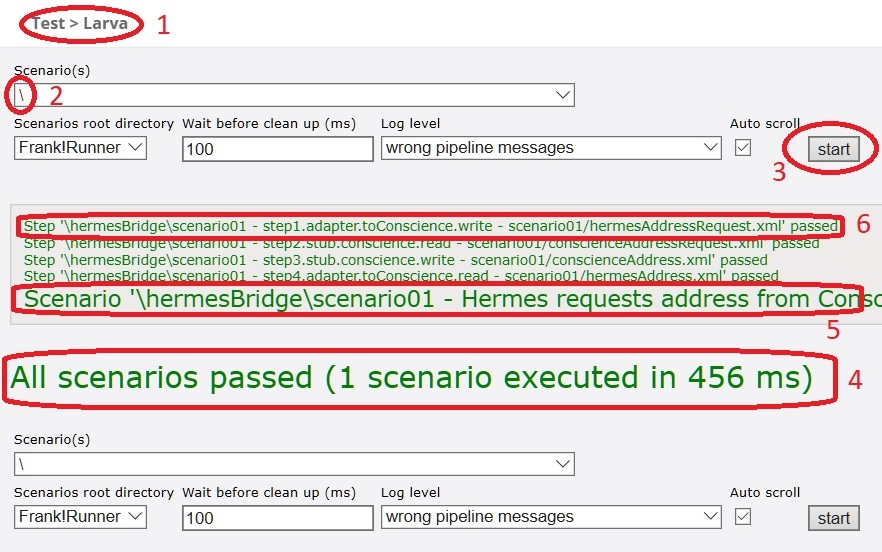 Test > Larva 1
Scenario(s)
\ 2
Scenarios root directory Wait before clean up (ms) Log level Auto scroll
Frank!Runner 100 wrong pipeline messages start
3
Step '\hermesBridge\scenario01 - step1.adapter.toConscience.write - scenario01/hermesAddressRequest.xml' passed 6
Step '\hermesBridge\scenario01 - step2.stub.conscience.read - scenario01/conscienceAddressRequest.xml' passed
Step '\hermesBridge\scenario01 - step3.stub.conscience.write - scenario01/conscienceAddress.xml' passed
Step '\hermesBridge\scenario01 - step4.adapter.toConscience.read - scenario01/hermesAddress.xml' passed
Scenario '\hermesBridge\scenario01 - Hermes requests address from Consc
5
All scenarios passed (1 scenario executed in 456 ms) 4
Scenario(s)
\
Scenarios root directory Wait before clean up (ms) Log level Auto scroll
Frank!Runner 100 wrong pipeline messages start